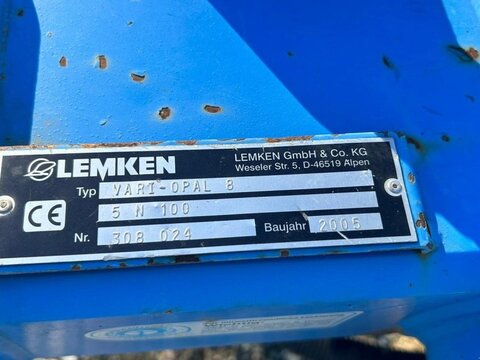 LEMKEN
LEMKEN GmbH & Co. KG
Weseler Str. 5, D-46519 Alpen
Typ VARI-OPAL 8
5 N 100
CE
Nr. 308 024 Baujahr 2005